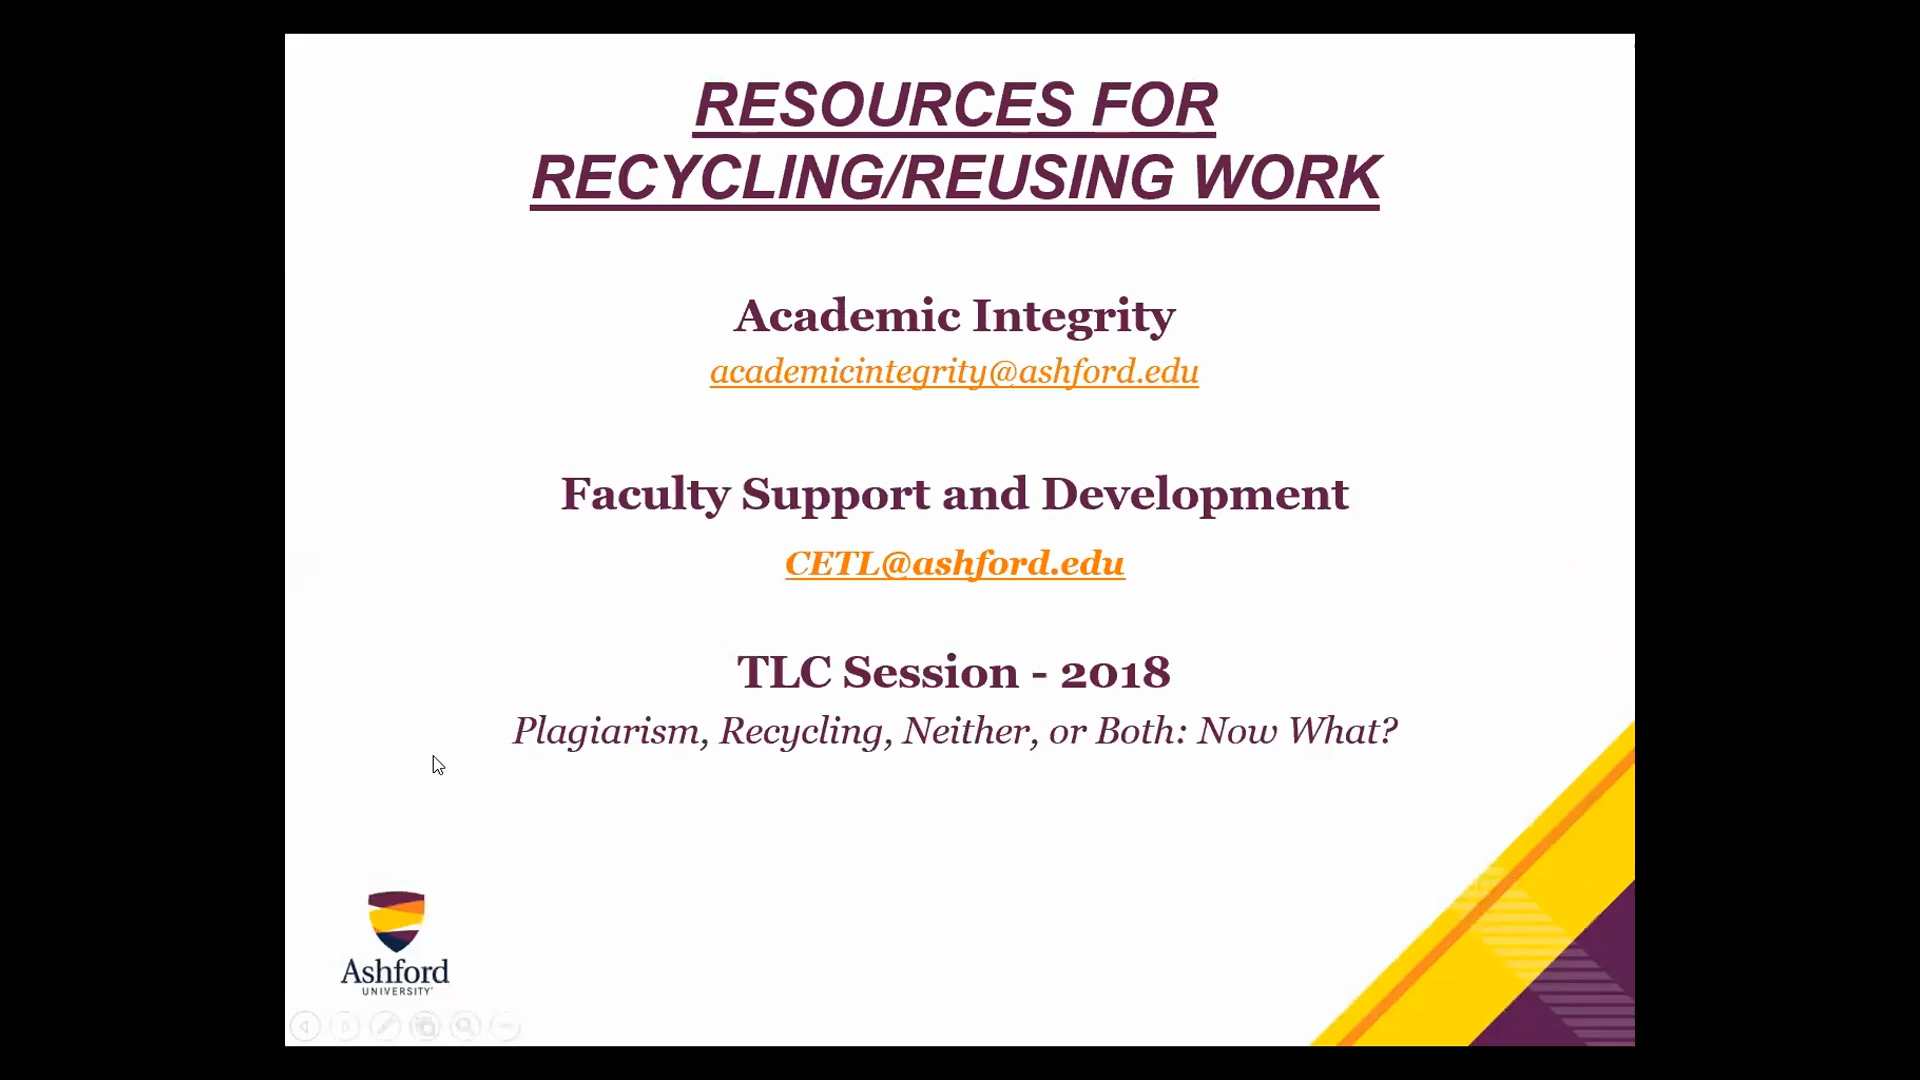 RESOURCES FOR
RECYCLING/REUSING WORK
Academic Integrity
academicintegrity@ashford.edu
Faculty Support and Development
CETL@ashford.edu
TLC Session - 2018
Plagiarism, Recycling, Neither, or Both: Now What?
Ashford
UNIVERSITY